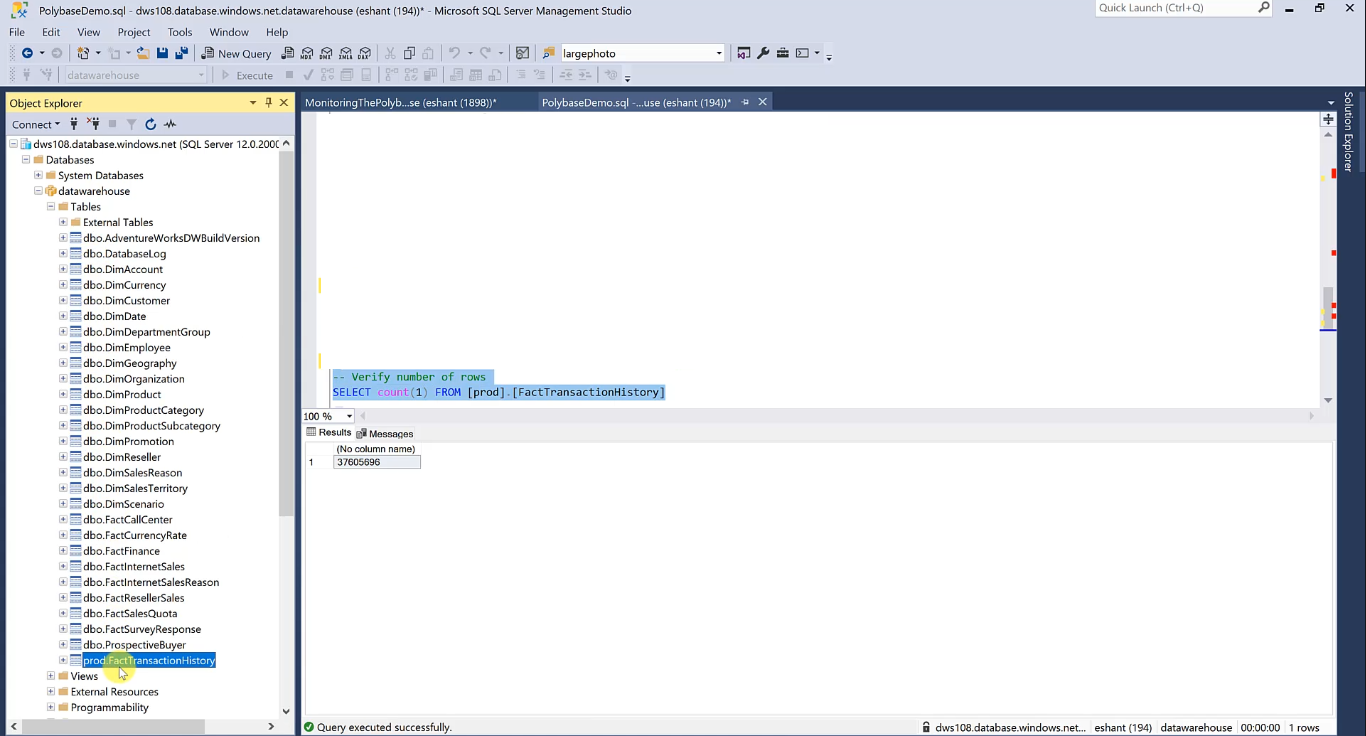 PolybaseDemo.sql - dws108.database.windows.net.datawarehouse (eshant (194))* - Microsoft SQL Server Management Studio
Quick Launch (Ctrl+Q)
File Edit View Project Tools Window Help
New Query
MDX DMX XMLA DAX
largephoto
datawarehouse
Execute
Object Explorer
Connect
dws108.database.windows.net (SQL Server 12.0.2000
Databases
System Databases
datawarehouse
Tables
External Tables
dbo.AdventureWorksDWBuildVersion
dbo.DatabaseLog
dbo.DimAccount
dbo.DimCurrency
dbo.DimCustomer
dbo.DimDate
dbo.DimDepartmentGroup
dbo.DimEmployee
dbo.DimGeography
dbo.DimOrganization
dbo.DimProduct
dbo.DimProductCategory
dbo.DimProductSubcategory
dbo.DimPromotion
dbo.DimReseller
dbo.DimSalesReason
dbo.DimSalesTerritory
dbo.DimScenario
dbo.FactCallCenter
dbo.FactCurrencyRate
dbo.FactFinance
dbo.FactInternetSales
dbo.FactInternetSalesReason
dbo.FactResellerSales
dbo.FactSalesQuota
dbo.FactSurveyResponse
dbo.ProspectiveBuyer
prod.FactTransactionHistory
Views
External Resources
Programmability
MonitoringThePolyb...se (eshant (1898))*
PolybaseDemo.sql -...use (eshant (194))*
-- Verify number of rows
SELECT count(1) FROM [prod].[FactTransactionHistory]
100 %
Results Messages
(No column name)
1 37605696
Query executed successfully.
dws108.database.windows.net... eshant (194) datawarehouse 00:00:00 1 rows
Solution Explorer